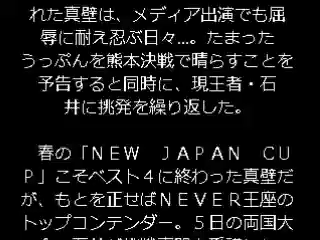 れた真壁は、メディア出演でも屈
辱に耐え忍ぶ日々…。たまった
うっぷんを熊本決戦で晴らすことを
予告すると同時に、現王者・石
井に挑発を繰り返した。
春の「ＮＥＷ　ＪＡＰＡＮ　ＣＵ
Ｐ」こそベスト４に終わった真壁だ
が、もとを正せばＮＥＶＥＲ王座の
トップコンテンダー。５日の両国大